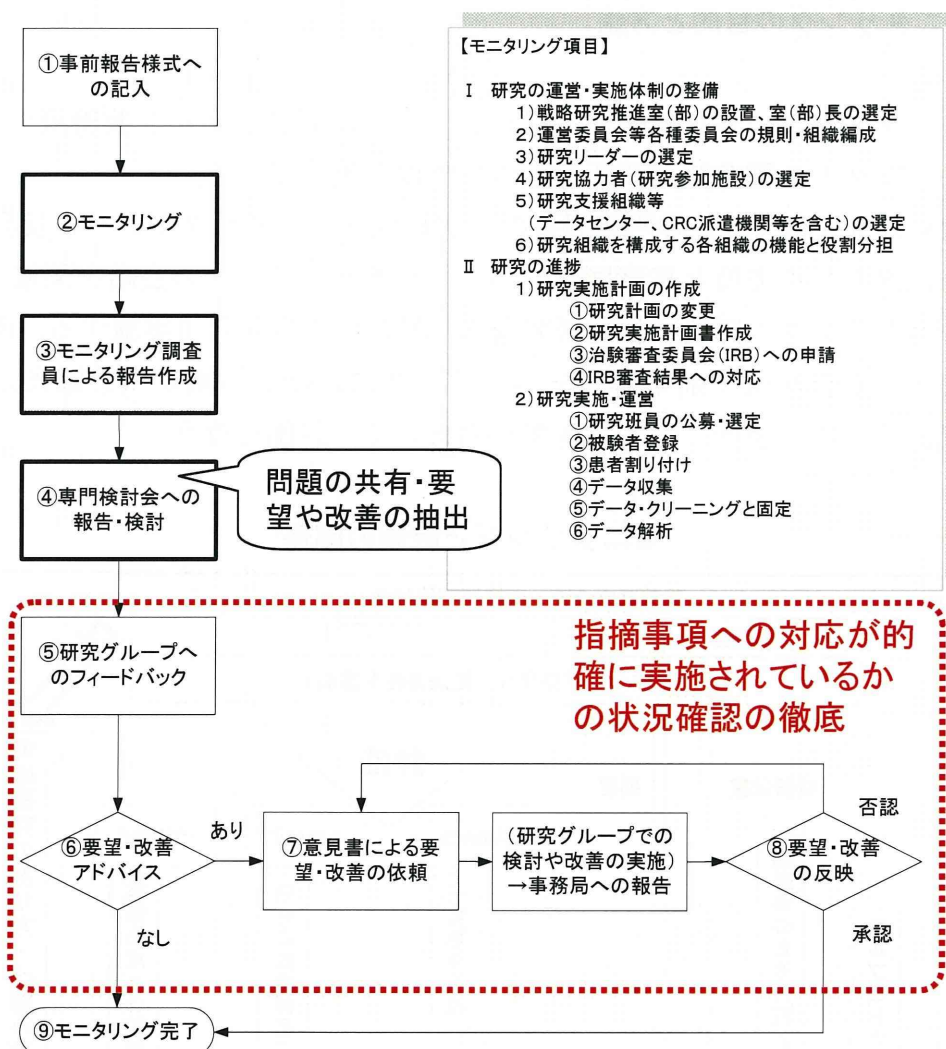 ①事前報告様式へ
の記入
②モニタリング
③モニタリング調査
員による報告作成
④専門検討会への
報告・検討
問題の共有・要
望や改善の抽出
【モニタリング項目】
Ⅰ 研究の運営・実施体制の整備
1)戦略研究推進室(部)の設置、室(部)長の選定
2)運営委員会等各種委員会の規則・組織編成
3)研究リーダーの選定
4)研究協力者(研究参加施設)の選定
5)研究支援組織等
(データセンター、CRC派遣機関等を含む)の選定
6)研究組織を構成する各組織の機能と役割分担
Ⅱ 研究の進捗
1)研究実施計画の作成
①研究計画の変更
②研究実施計画書作成
③治験審査委員会(IRB)への申請
④IRB審査結果への対応
2)研究実施・運営
①研究班員の公募・選定
②被験者登録
③患者割り付け
④データ収集
⑤データ・クリーニングと固定
⑥データ解析
指摘事項への対応が的
確に実施されているか
の状況確認の徹底
⑤研究グループへ
のフィードバック
⑥要望・改善
アドバイス
あり
なし
⑦意見書による要
望・改善の依頼
(研究グループでの
検討や改善の実施)
→事務局への報告
⑧要望・改善
の反映
否認
承認
⑨モニタリング完了